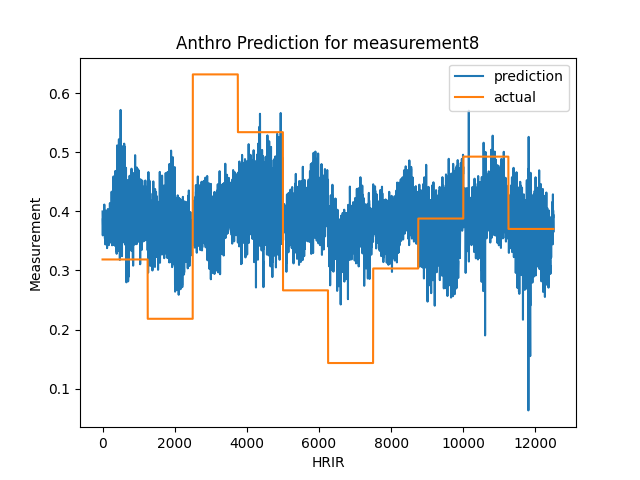 Anthro Prediction for measurement8
prediction
actual
Measurement
0.6
0.5
0.4
0.3
0.2
0.1
0 2000 4000 6000 8000 10000 12000
HRIR